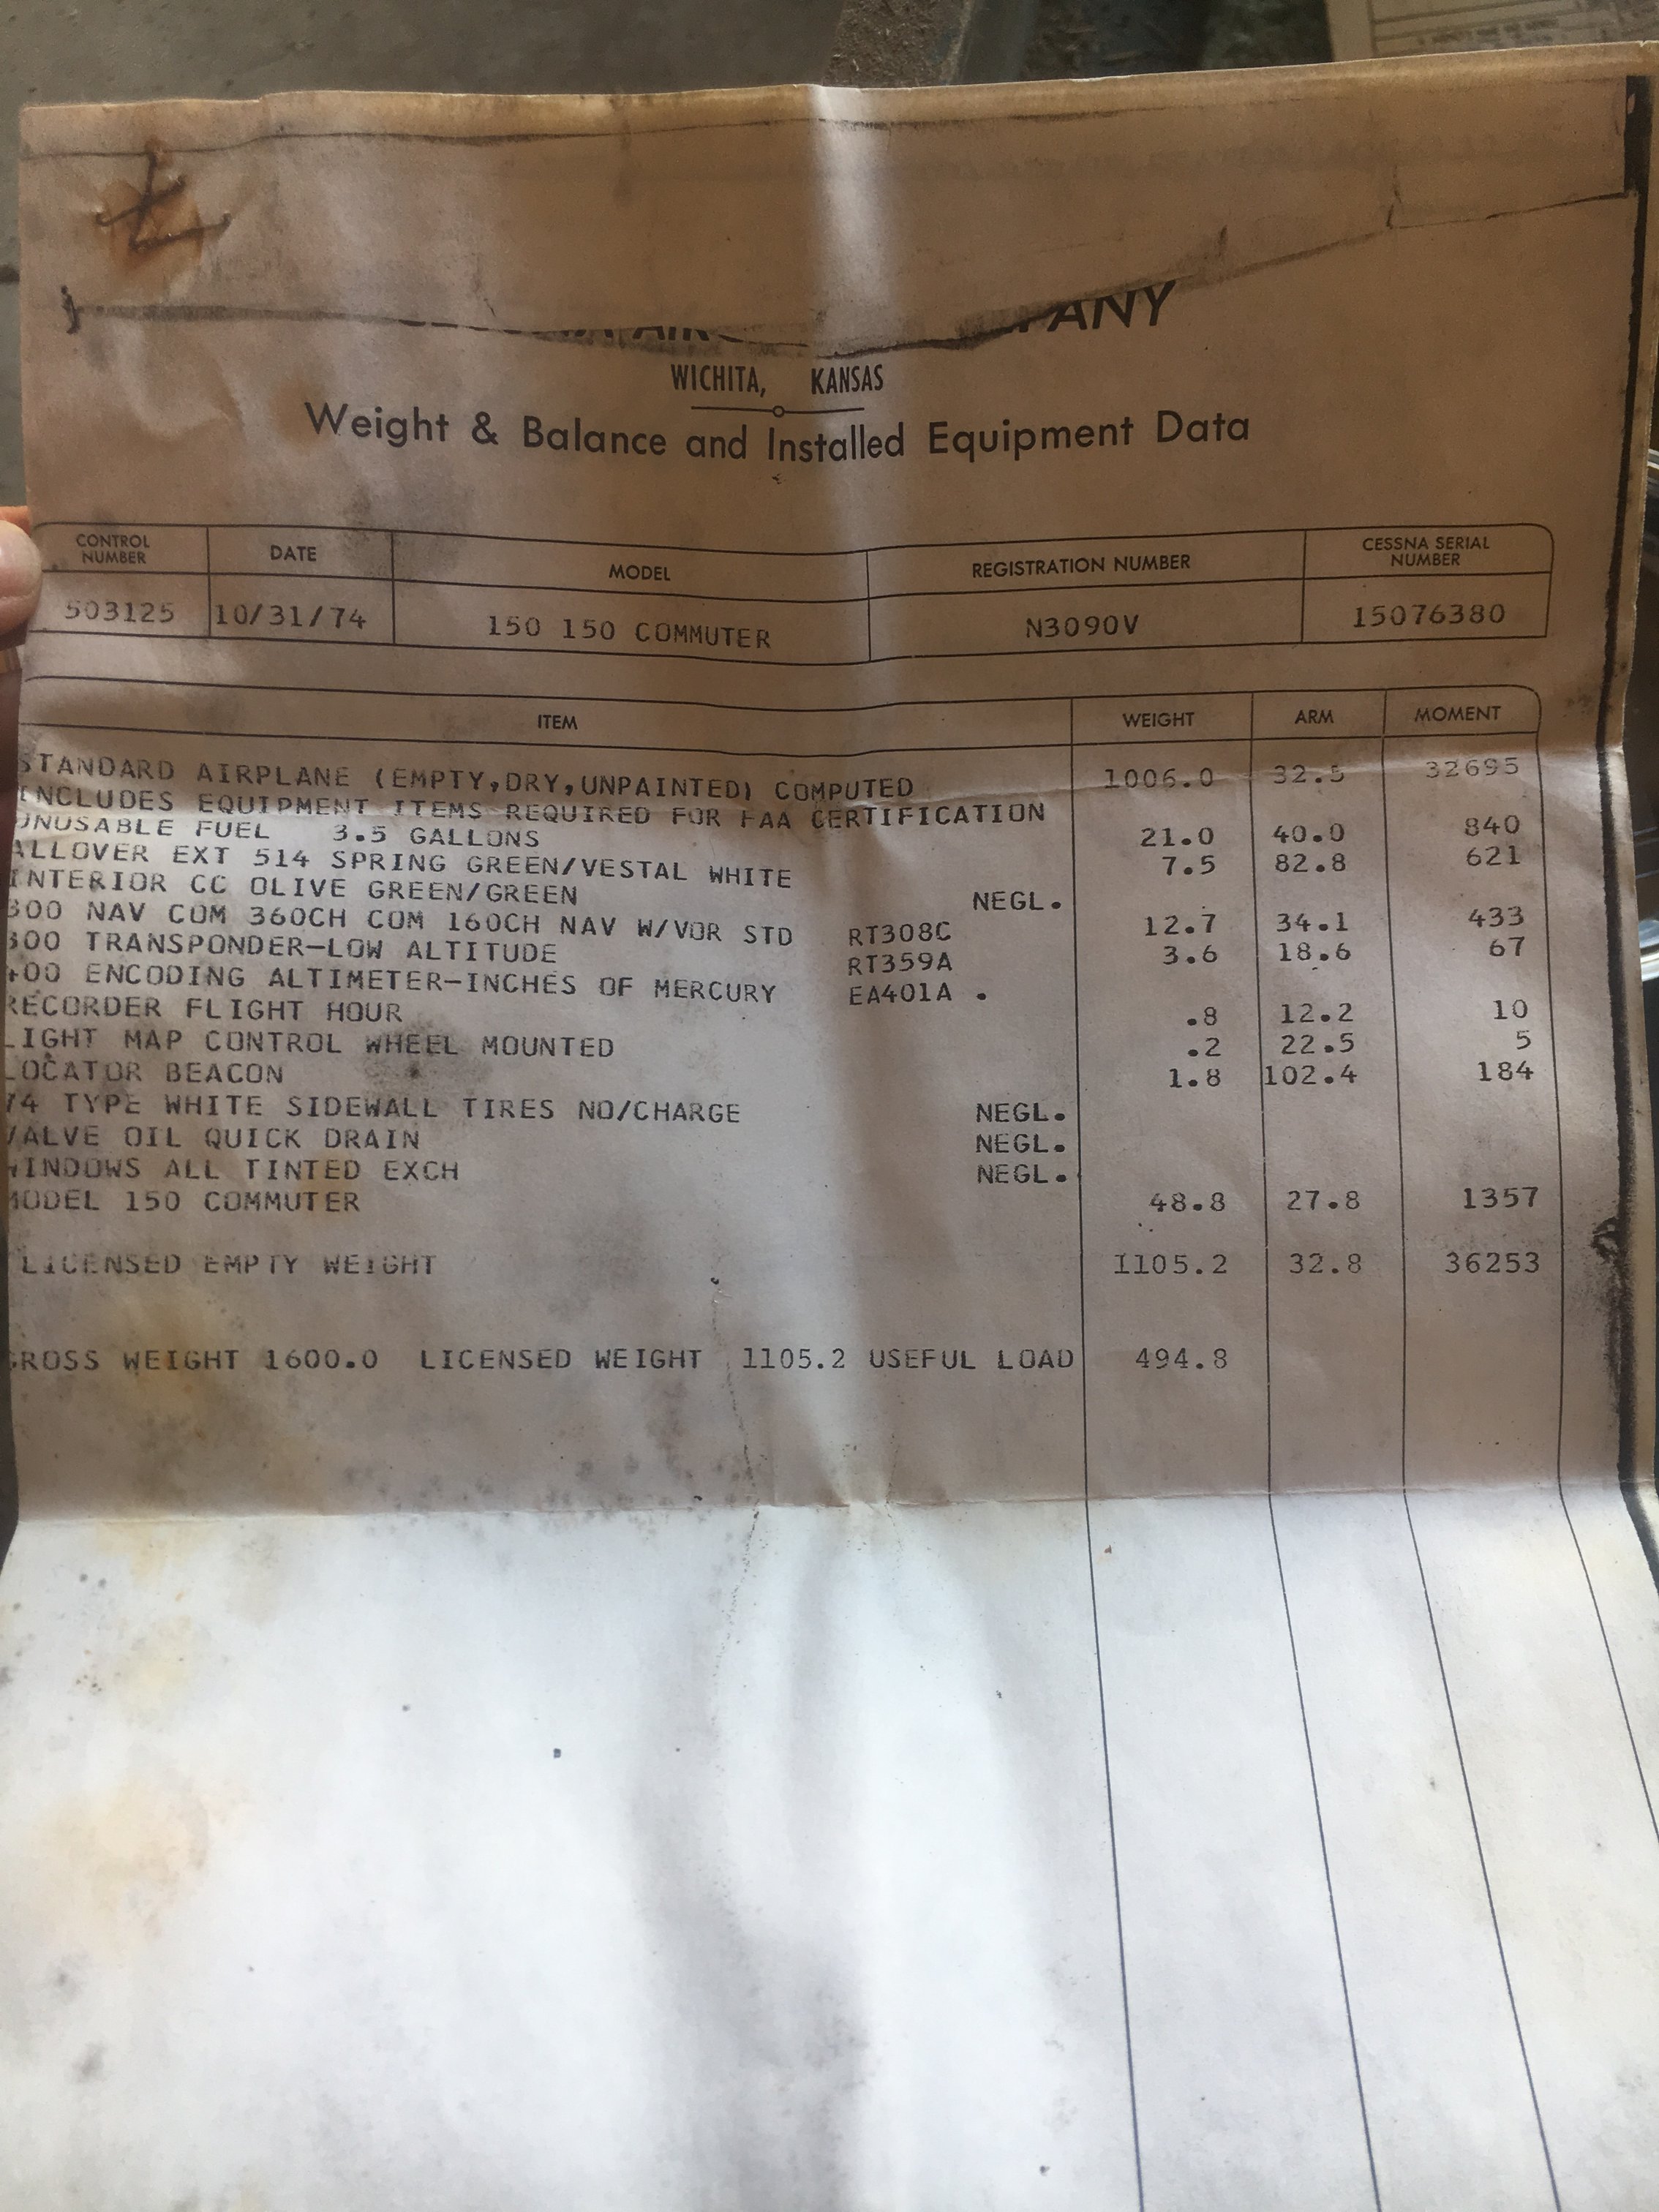 PANY
WICHITA, KANSAS
Weight & Balance and Installed Equipment Data
CONTROL NUMBER DATE MODEL REGISTRATION NUMBER CESSNA SERIAL NUMBER
503125 10/31/74 150 150 COMMUTER N3090V 15076380
ITEM WEIGHT ARM MOMENT
STANDARD AIRPLANE (EMPTY,DRY,UNPAINTED) COMPUTED 1006.0 32.5 32695
INCLUDES EQUIPMENT ITEMS REQUIRED FOR FAA CERTIFICATION
UNUSABLE FUEL 3.5 GALLONS 21.0 40.0 840
ALLOVER EXT 514 SPRING GREEN/VESTAL WHITE 7.5 82.8 621
INTERIOR CC OLIVE GREEN/GREEN NEGL.
300 NAV COM 360CH COM 160CH NAV W/VOR STD RT308C 12.7 34.1 433
300 TRANSPONDER-LOW ALTITUDE RT359A 3.6 18.6 67
400 ENCODING ALTIMETER-INCHES OF MERCURY EA401A .
RECORDER FLIGHT HOUR .8 12.2 10
LIGHT MAP CONTROL WHEEL MOUNTED .2 22.5 5
LOCATOR BEACON 1.8 102.4 184
74 TYPE WHITE SIDEWALL TIRES NO/CHARGE NEGL.
VALVE OIL QUICK DRAIN NEGL.
WINDOWS ALL TINTED EXCH NEGL.
MODEL 150 COMMUTER 48.8 27.8 1357
LICENSED EMPTY WEIGHT 1105.2 32.8 36253
GROSS WEIGHT 1600.0 LICENSED WEIGHT 1105.2 USEFUL LOAD 494.8